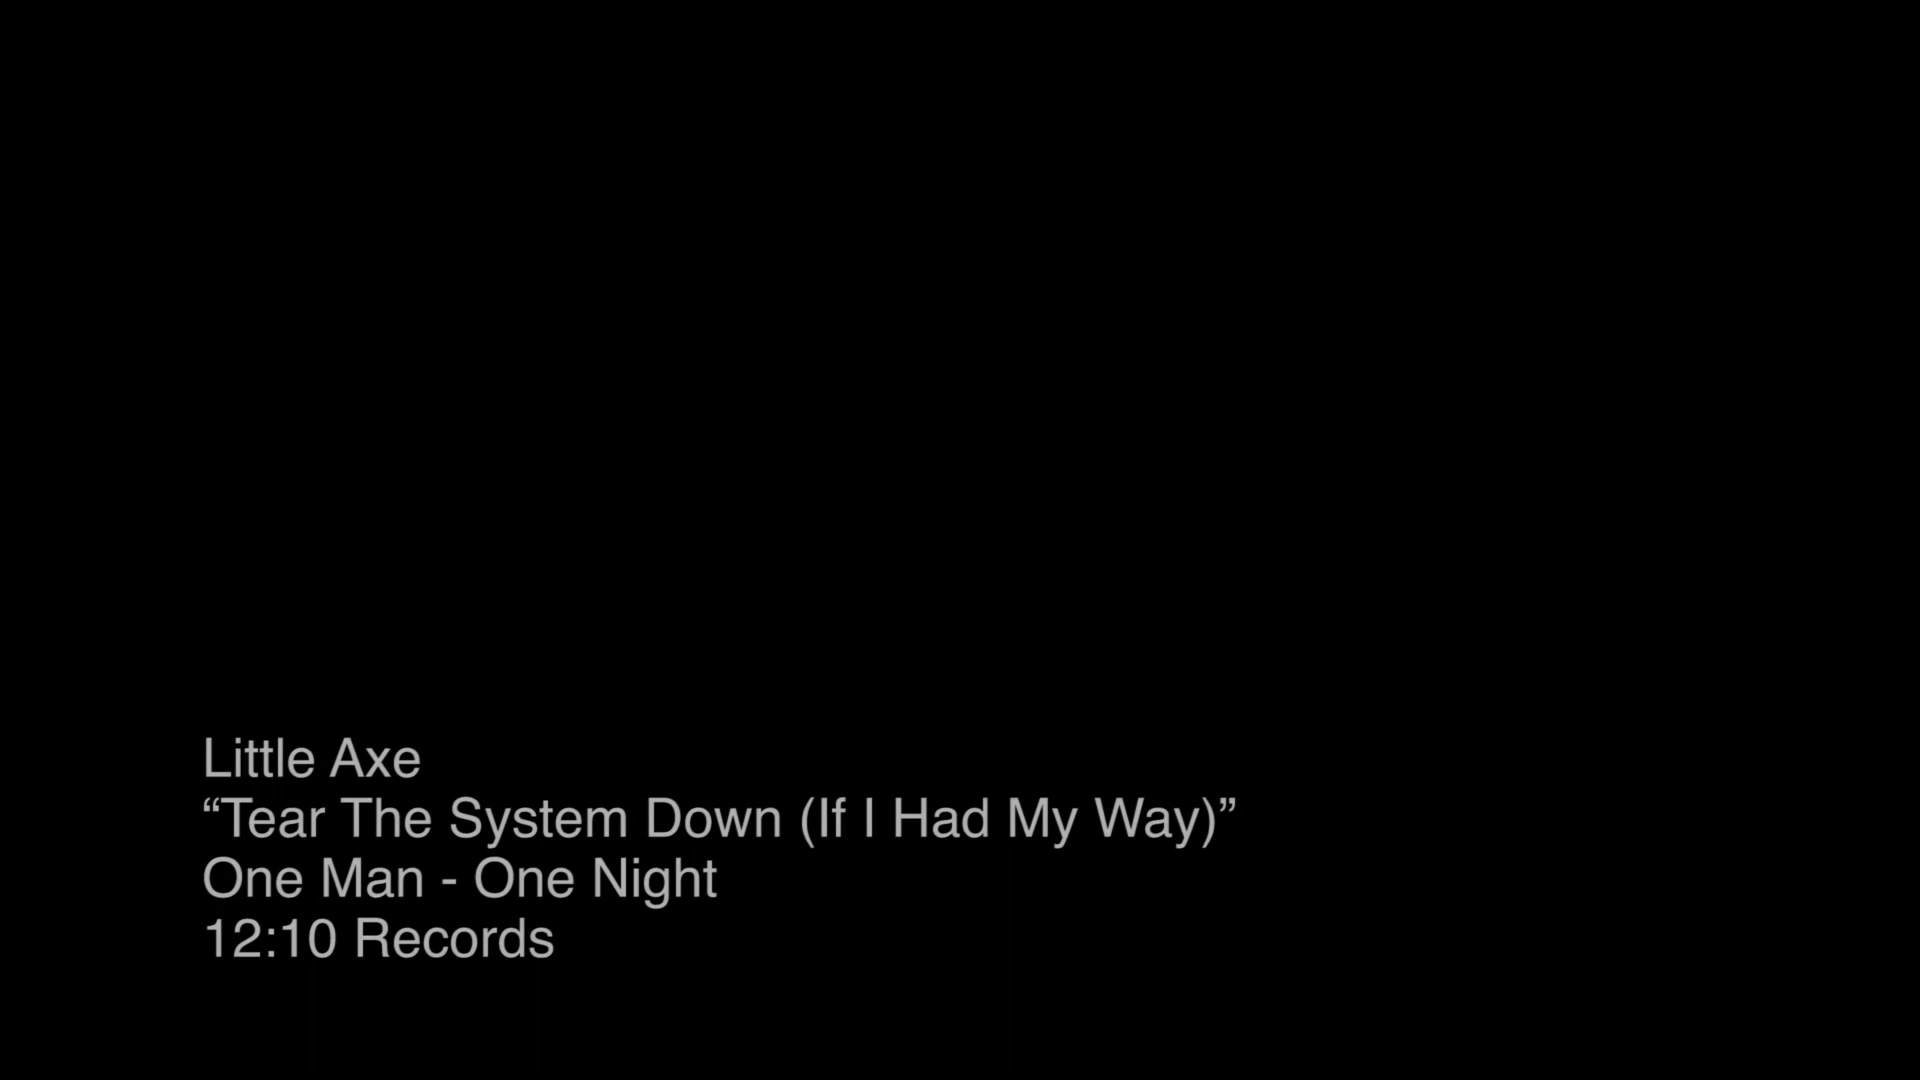 Little Axe
“Tear The System Down (If I Had My Way)”
One Man - One Night
12:10 Records